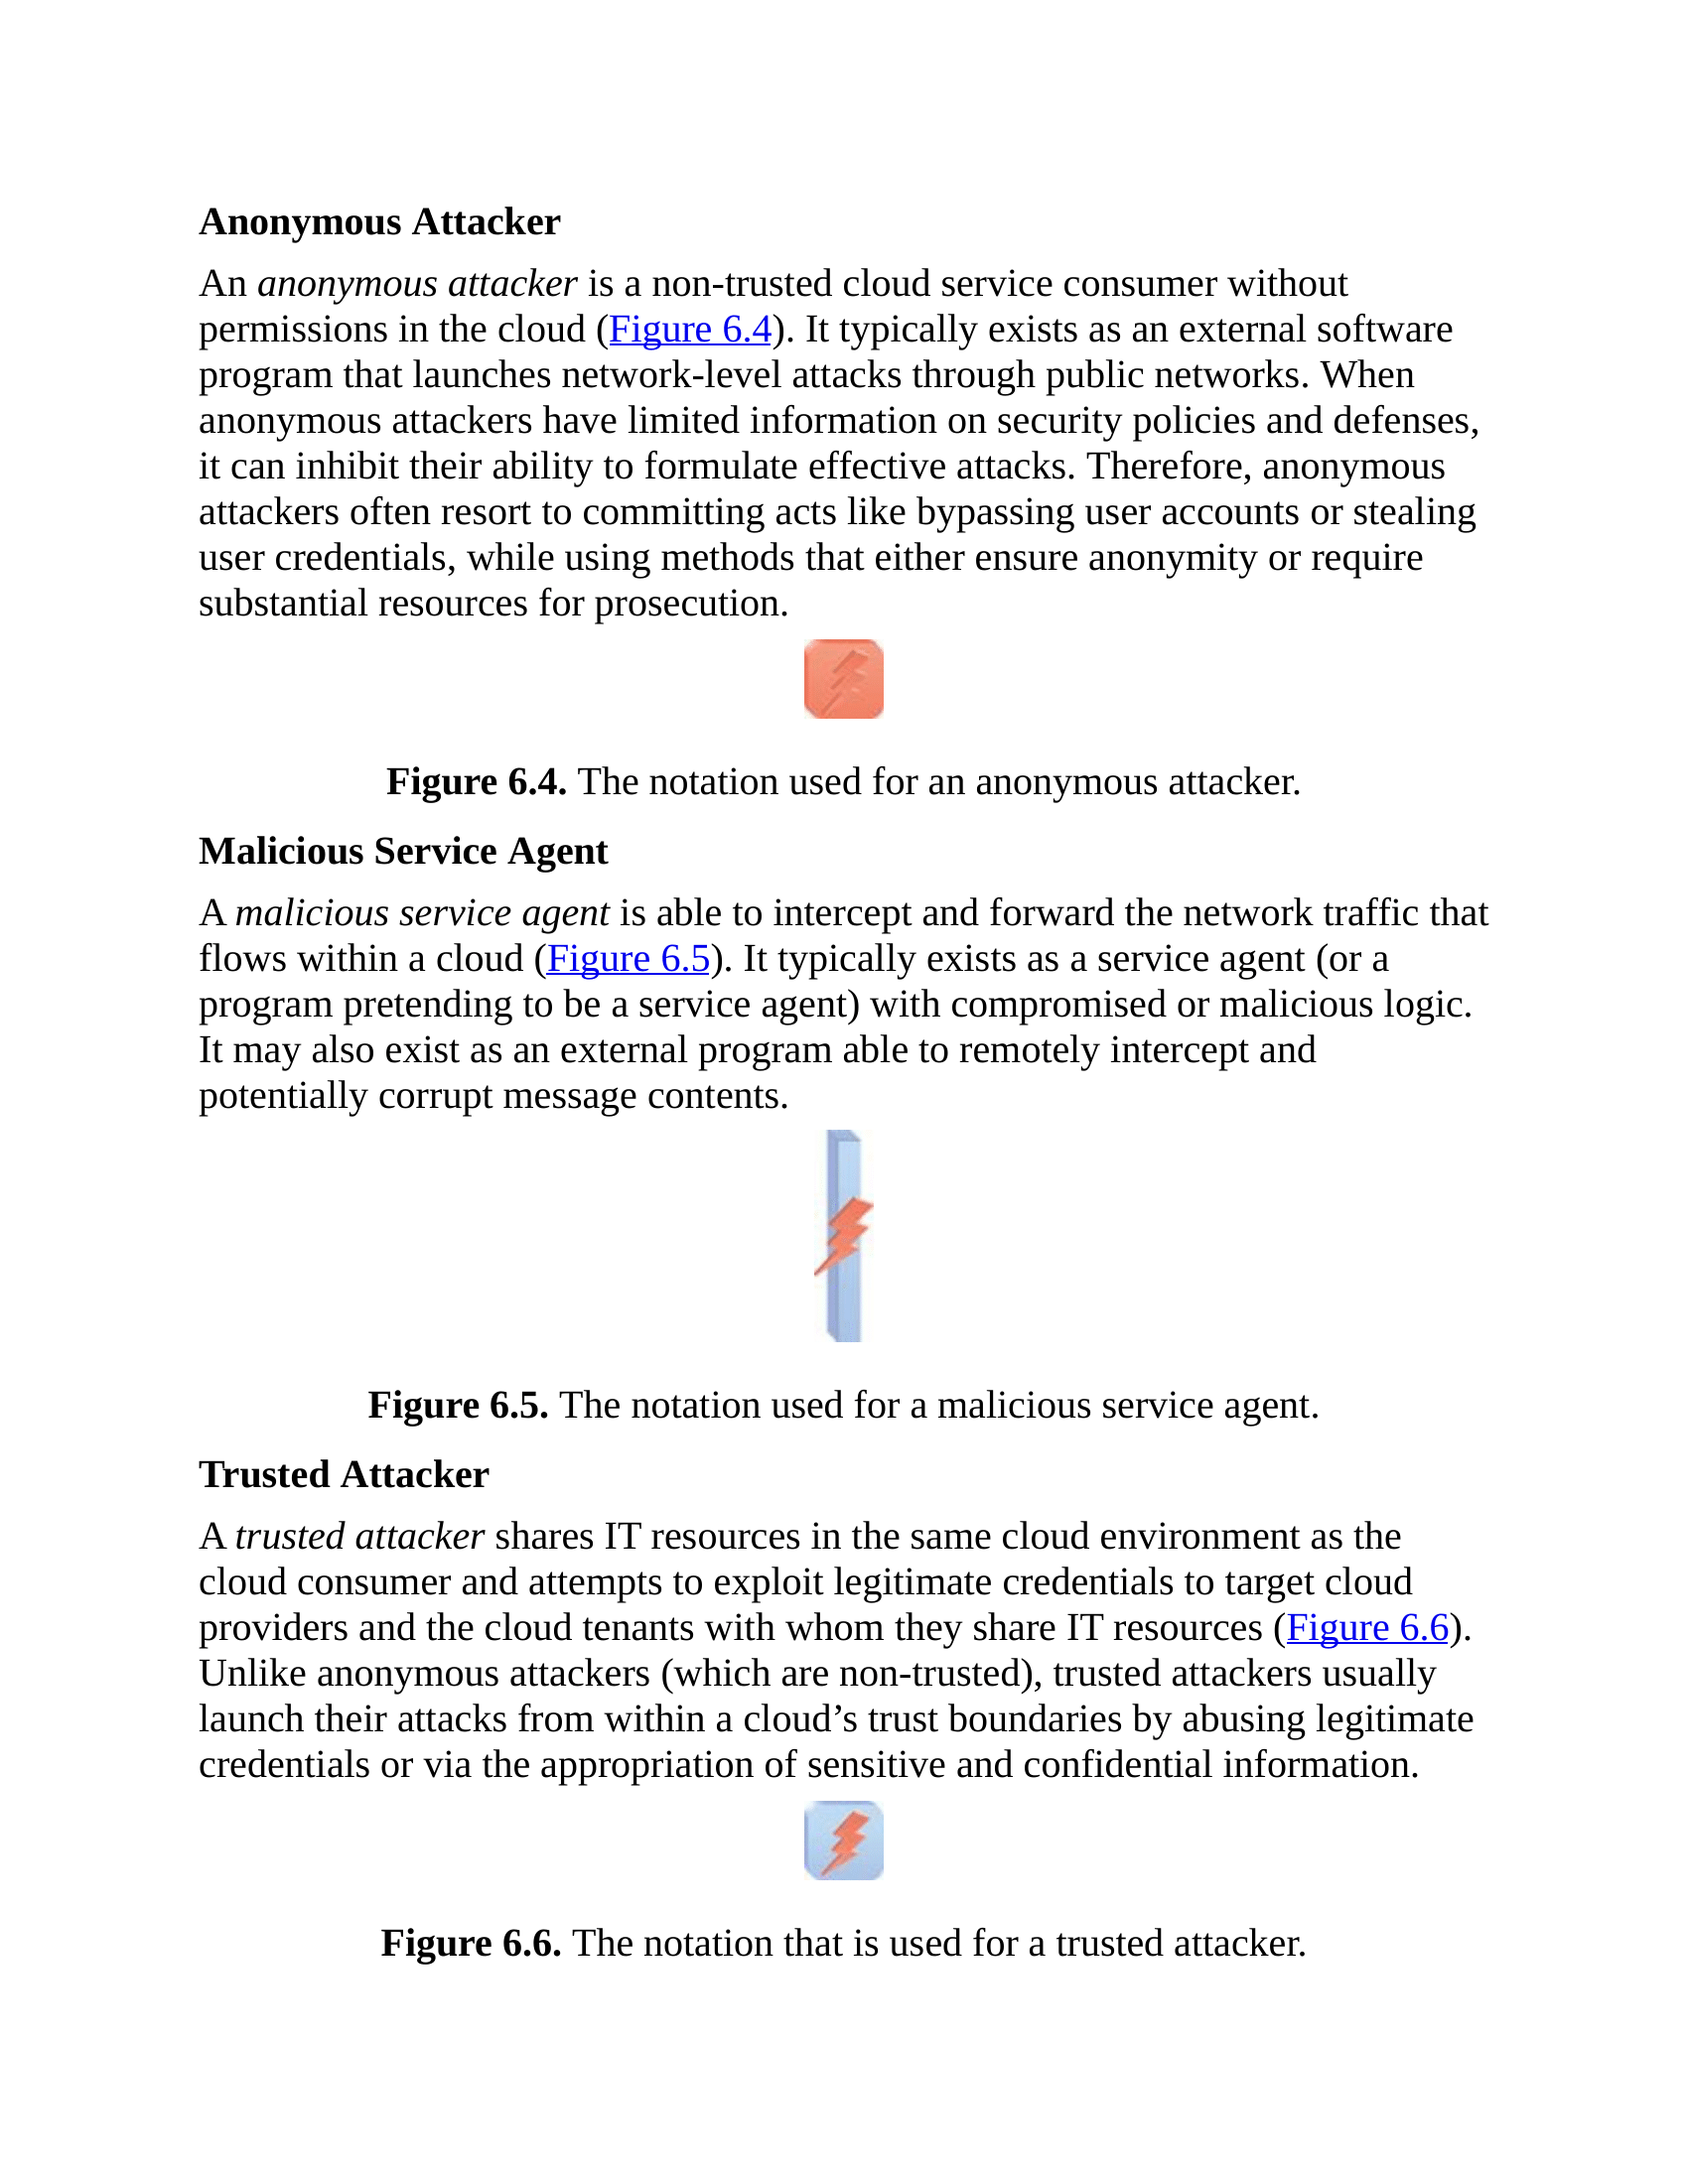 Anonymous Attacker
An anonymous attacker is a non-trusted cloud service consumer without
permissions in the cloud (Figure 6.4). It typically exists as an external software
program that launches network-level attacks through public networks. When
anonymous attackers have limited information on security policies and defenses,
it can inhibit their ability to formulate effective attacks. Therefore, anonymous
attackers often resort to committing acts like bypassing user accounts or stealing
user credentials, while using methods that either ensure anonymity or require
substantial resources for prosecution.
Figure 6.4. The notation used for an anonymous attacker.
Malicious Service Agent
A malicious service agent is able to intercept and forward the network traffic that
flows within a cloud (Figure 6.5). It typically exists as a service agent (or a
program pretending to be a service agent) with compromised or malicious logic.
It may also exist as an external program able to remotely intercept and
potentially corrupt message contents.
Figure 6.5. The notation used for a malicious service agent.
Trusted Attacker
A trusted attacker shares IT resources in the same cloud environment as the
cloud consumer and attempts to exploit legitimate credentials to target cloud
providers and the cloud tenants with whom they share IT resources (Figure 6.6).
Unlike anonymous attackers (which are non-trusted), trusted attackers usually
launch their attacks from within a cloud’s trust boundaries by abusing legitimate
credentials or via the appropriation of sensitive and confidential information.
Figure 6.6. The notation that is used for a trusted attacker.